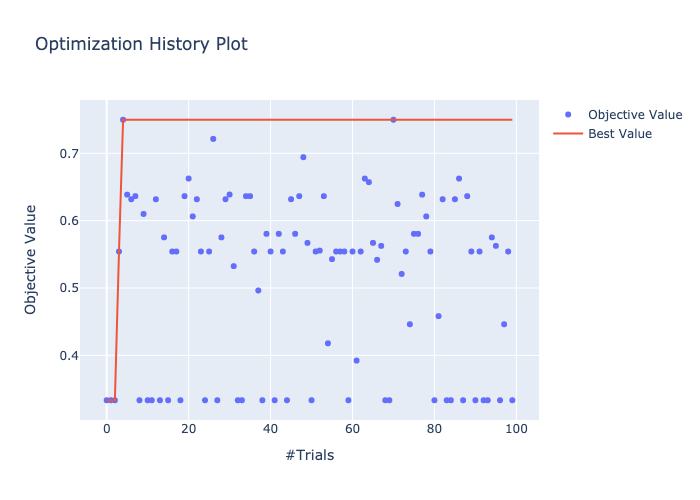 Optimization History Plot
Objective Value
Best Value
0.7
0.6
0.5
0.4
Objective Value
0
20
40
60
80
100
#Trials